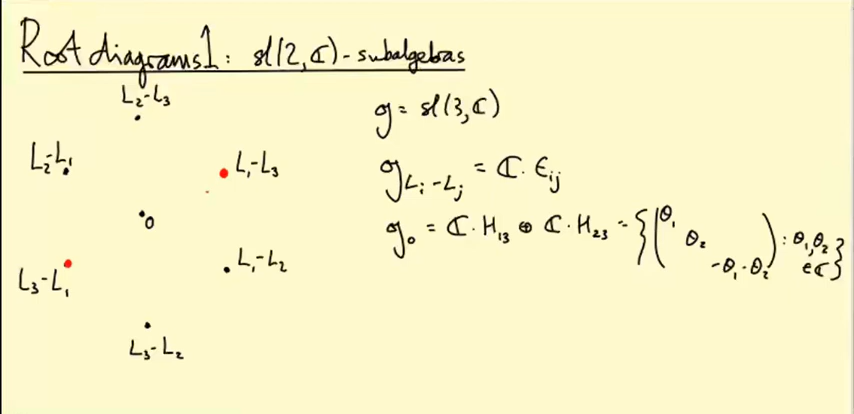 Root diagrams 1: sl(2,ℂ)-subalgebras
L₂-L₃
g = sl(3,ℂ)
L₂-L₁
L₁-L₃
g_{Lᵢ-Lⱼ} = ℂ·Eᵢⱼ
0
g₀ = ℂ·H₁₃ ⊕ ℂ·H₂₃ = {(θ₁ θ₂ -θ₁-θ₂) : θ₁,θ₂ ∈ ℂ}
L₃-L₁
L₁-L₂
L₃-L₂